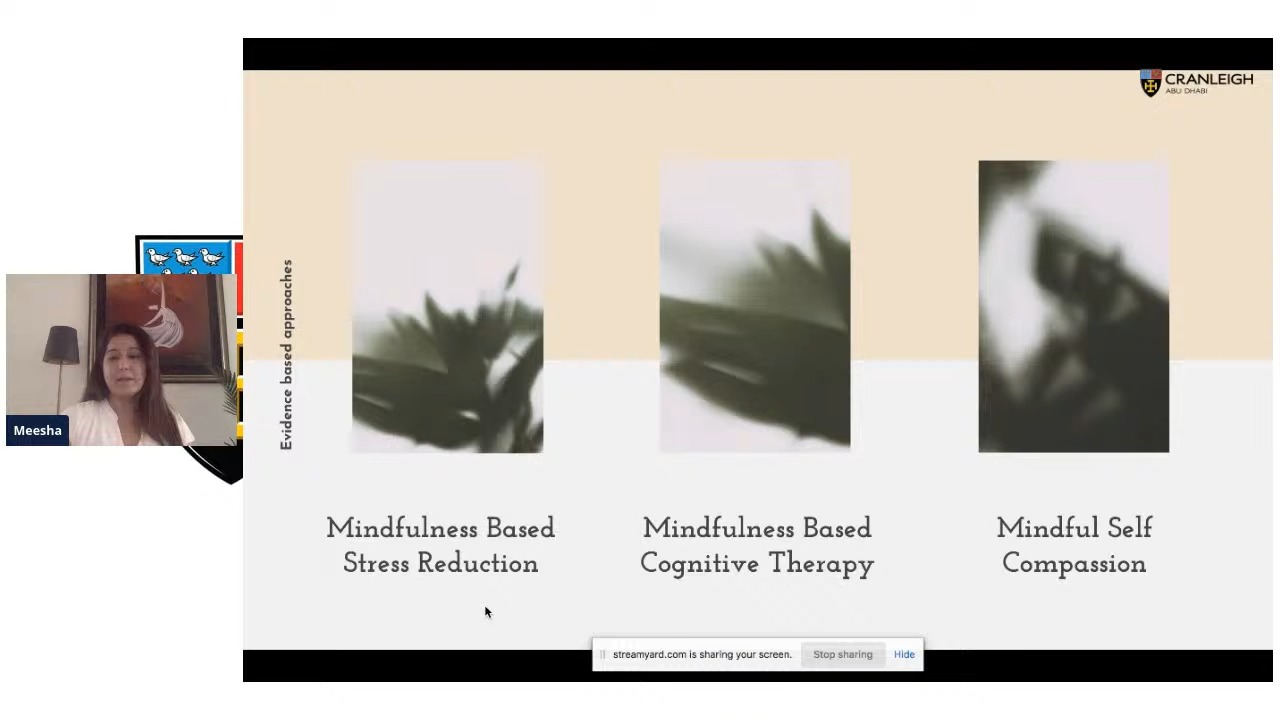 CRANLEIGH
ABU DHABI
Evidence based approaches
Meesha
Mindfulness Based
Stress Reduction
Mindfulness Based
Cognitive Therapy
Mindful Self
Compassion
streamyard.com is sharing your screen.
Stop sharing
Hide